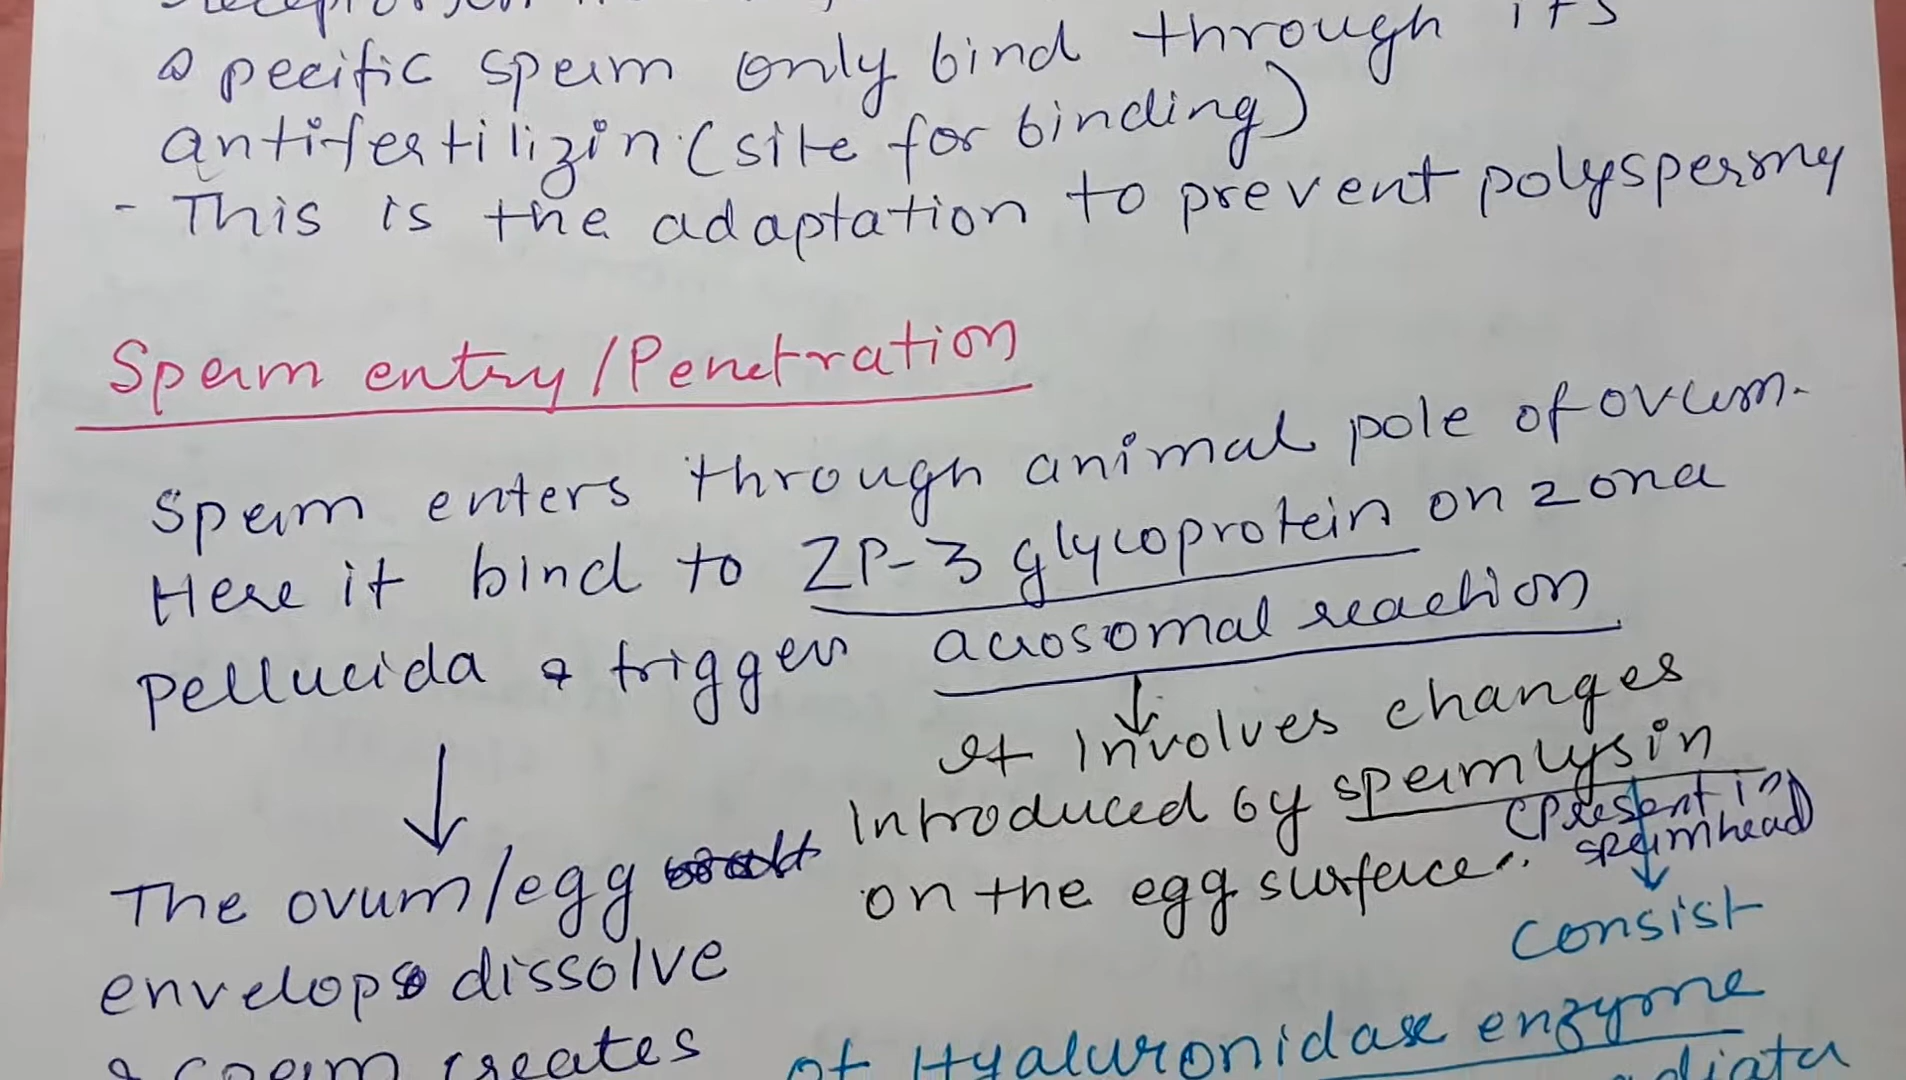 specific sperm only bind through its
antifertilizin (site for binding)
- This is the adaptation to prevent polyspermy
Sperm entry/Penetration
Sperm enters through animal pole of ovum.
Here it bind to ZP-3 glycoprotein on zona
pellucida & trigger acrosomal reaction
↓
It involves changes
introduced by spermlysin
(Present in
sperm head)
on the egg surface.
↓
The ovum/egg
envelops dissolve
& sperm creates
consist
of Hyaluronidase enzyme